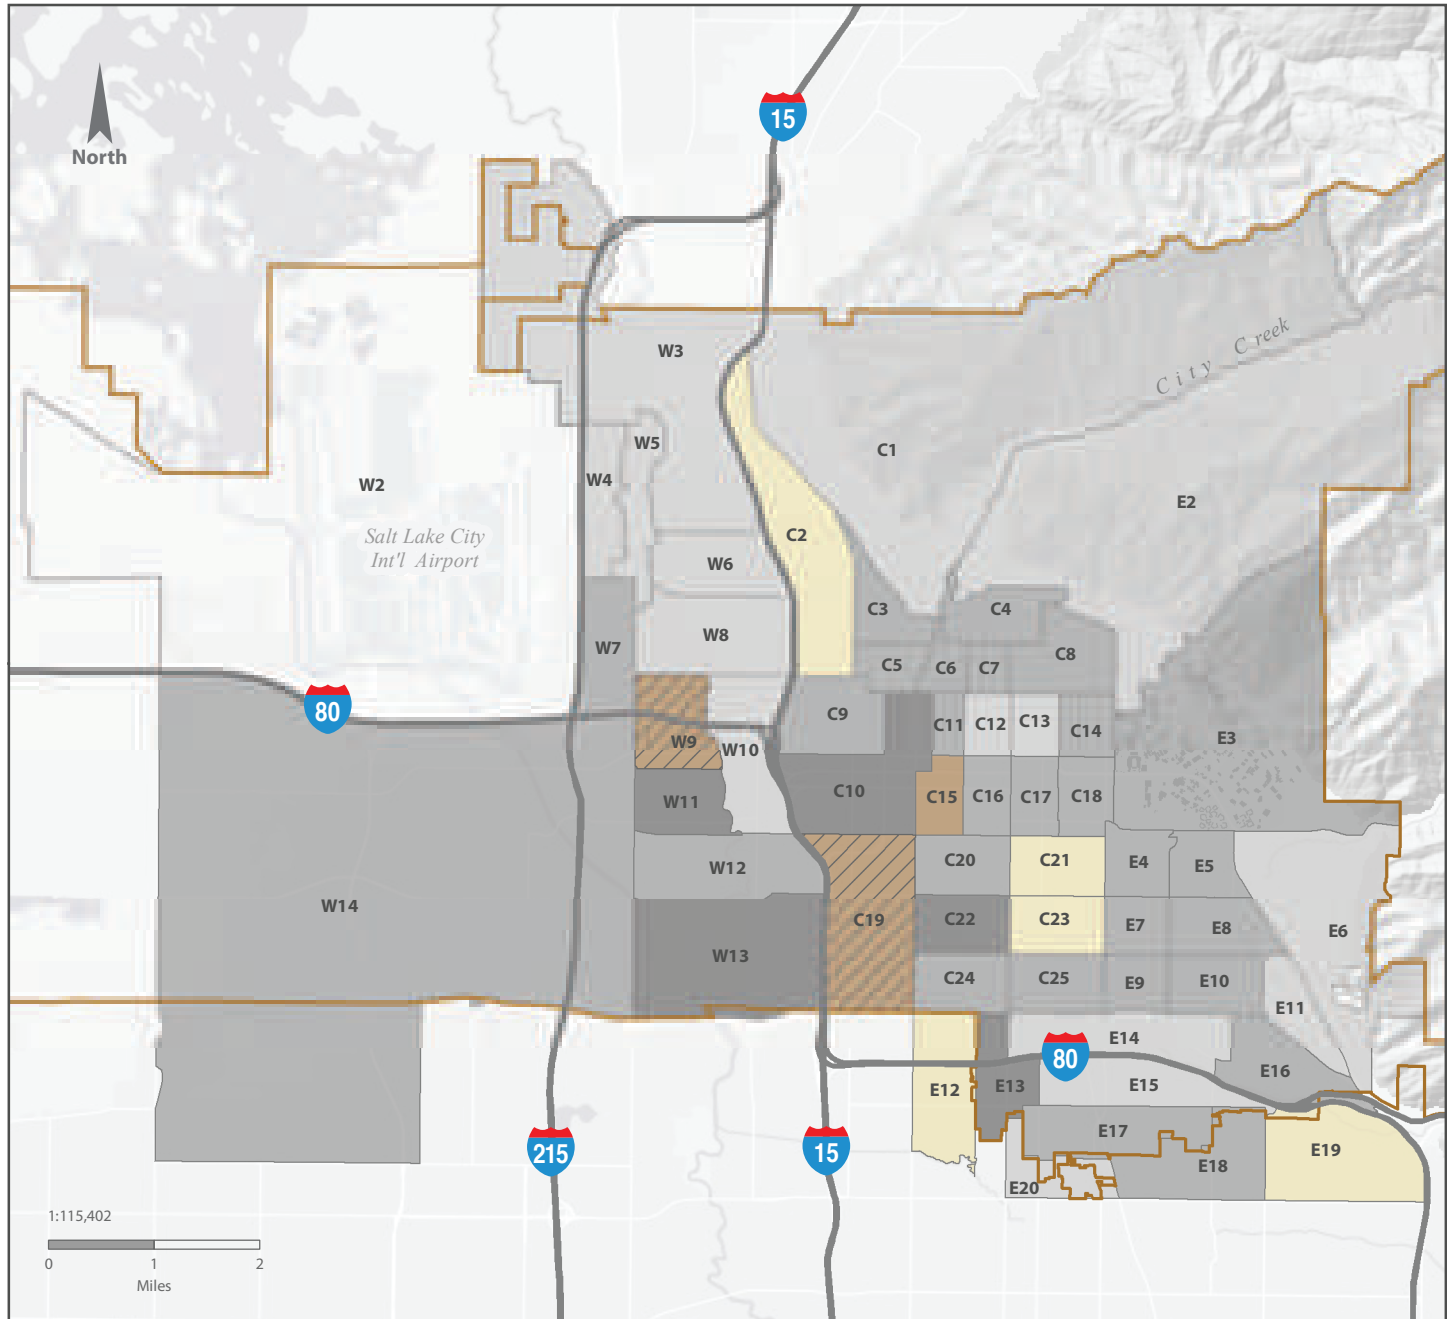 15
North
W3
City Creek
W5
C1
W4
W2
E2
Salt Lake City
Int'l Airport
C2
W6
C3
C4
W8
W7
C8
C5
C6
C7
80
C9
C11
C12
C13
C14
E3
W9
W10
C10
C15
C16
C17
C18
W11
W12
C20
C21
E4
E5
W14
C19
C22
C23
E7
E8
E6
W13
C24
C25
E9
E10
E11
E14
80
E12
E13
E15
E16
E17
215
15
E18
E19
E20
1:115,402
0 1 2
Miles